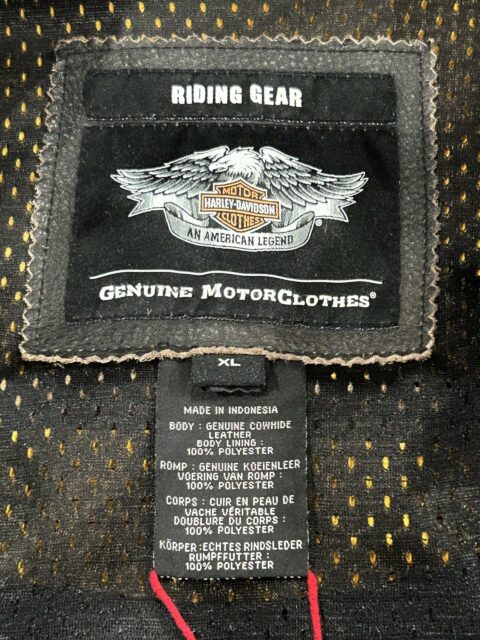 RIDING GEAR
MOTOR
HARLEY-DAVIDSON
CLOTHES
®
AN AMERICAN LEGEND
GENUINE MOTORCLOTHES®
XL
MADE IN INDONESIA
BODY : GENUINE COWHIDE
LEATHER
BODY LINING :
100% POLYESTER
ROMP : GENUINE KOEIENLEER
VOERING VAN ROMP :
100% POLYESTER
CORPS : CUIR EN PEAU DE
VACHE VÉRITABLE
DOUBLURE DU CORPS :
100% POLYESTER
KÖRPER :ECHTES RINDSLEDER
RUMPFFUTTER :
100% POLYESTER